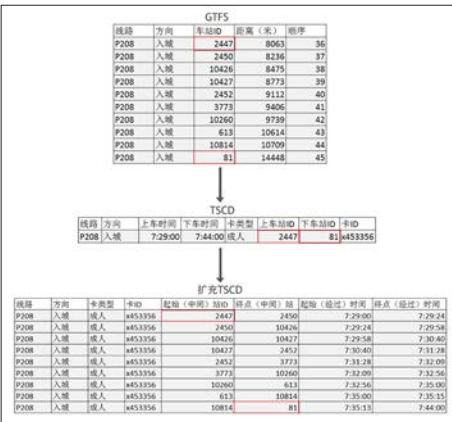 GTFS
线路 方向 车站ID 距离（米） 顺序
P208 入城 2447 8063 36
P208 入城 2450 8236 37
P208 入城 10426 8475 38
P208 入城 10427 8773 39
P208 入城 2452 9112 40
P208 入城 3773 9406 41
P208 入城 10260 9739 42
P208 入城 613 10614 43
P208 入城 10814 10709 44
P208 入城 81 14448 45
TSCD
线路 方向 上车时间 下车时间 卡类型 上车站ID 下车站ID 卡ID
P208 入城 7:29:00 7:44:00 成人 2447 81 x453356
扩充TSCD
线路 方向 卡类型 卡ID 起始（中间）站ID 终点（中间）站 起始（经过）时间 终点（经过）时间
P208 入城 成人 x453356 2447 2450 7:29:00 7:29:24
P208 入城 成人 x453356 2450 10426 7:29:24 7:29:58
P208 入城 成人 x453356 10426 10427 7:29:58 7:30:40
P208 入城 成人 x453356 10427 2452 7:30:40 7:31:28
P208 入城 成人 x453356 2452 3773 7:31:28 7:32:09
P208 入城 成人 x453356 3773 10260 7:32:09 7:32:56
P208 入城 成人 x453356 10260 613 7:32:56 7:35:00
P208 入城 成人 x453356 613 10814 7:35:00 7:35:15
P208 入城 成人 x453356 10814 81 7:35:13 7:44:00